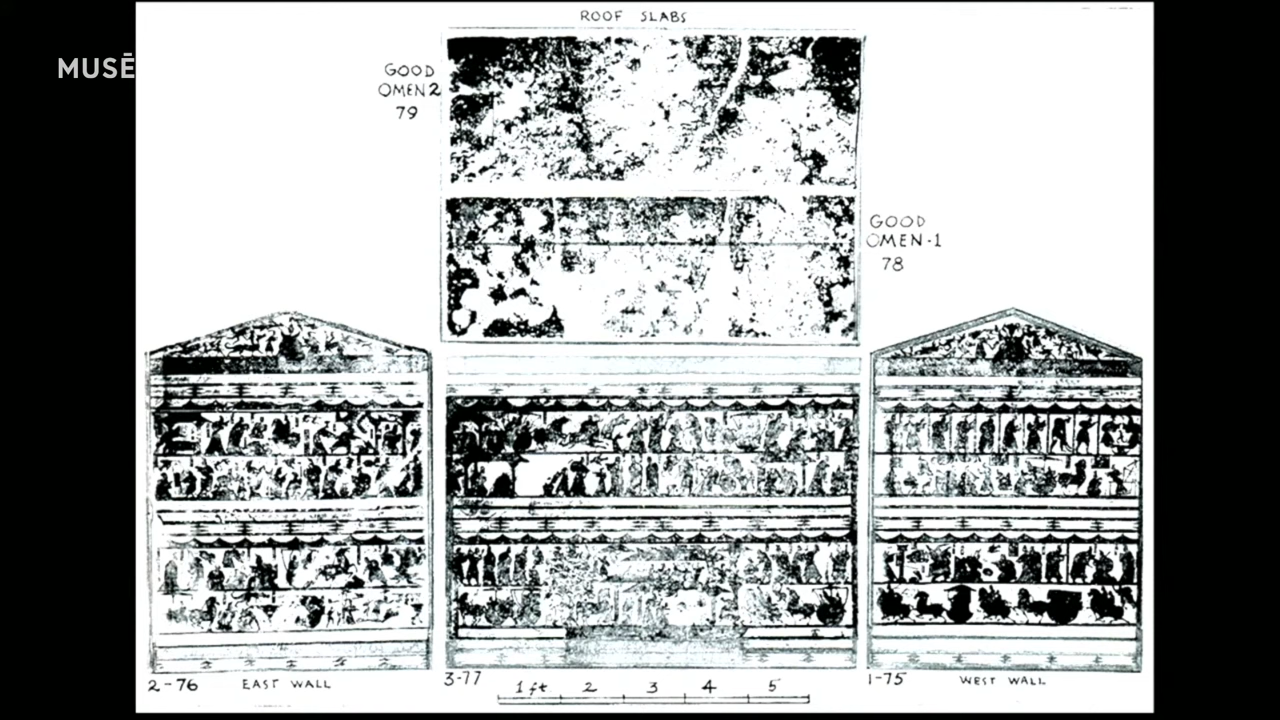 MUSĒ
ROOF SLABS
GOOD
OMEN 2
79
GOOD
OMEN-1
78
2-76 EAST WALL
3-77
1 ft 2 3 4 5
1-75 WEST WALL